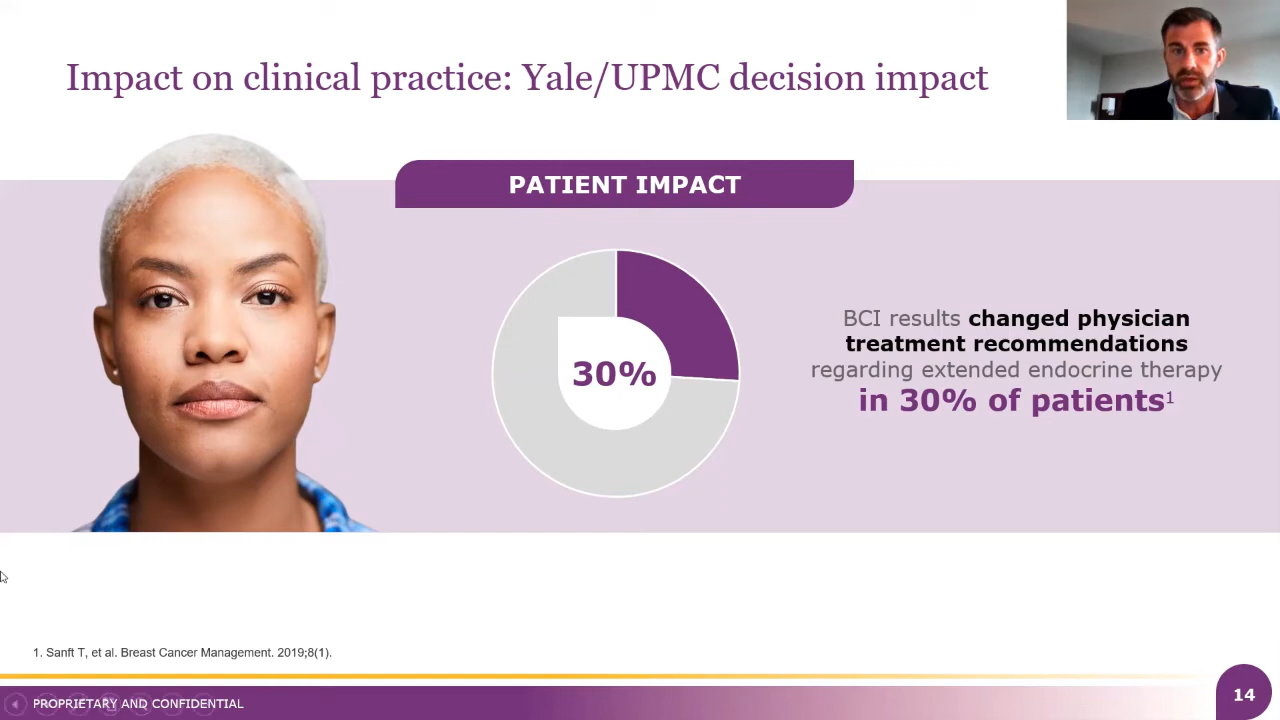 Impact on clinical practice: Yale/UPMC decision impact
PATIENT IMPACT
30%
BCI results changed physician
treatment recommendations
regarding extended endocrine therapy
in 30% of patients1
1. Sanft T, et al. Breast Cancer Management. 2019;8(1).
PROPRIETARY AND CONFIDENTIAL
14